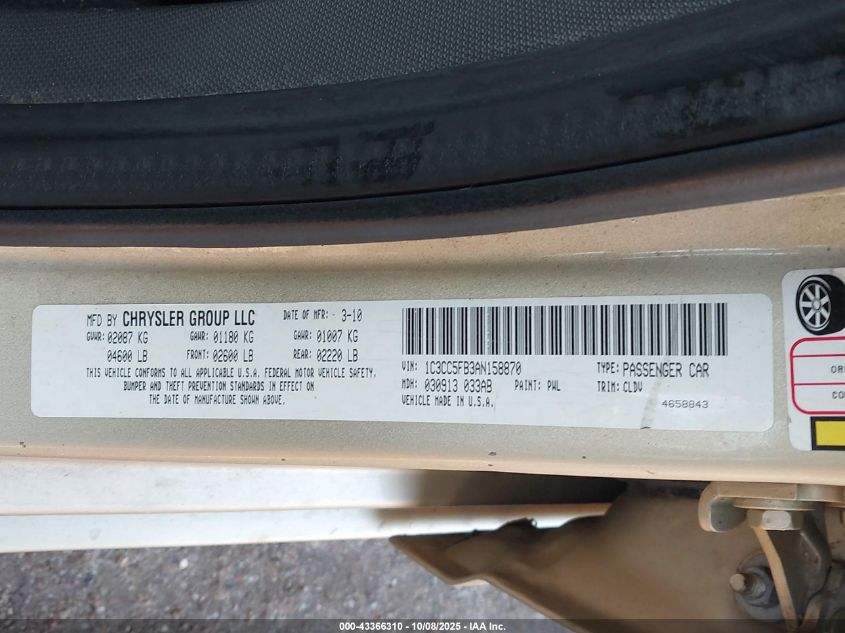 MFD BY CHRYSLER GROUP LLC DATE OF MFR: 3-10
GVWR: 02087 KG GAWR: 01180 KG GAWR: 01007 KG
04600 LB FRONT: 02600 LB REAR: 02220 LB
THIS VEHICLE CONFORMS TO ALL APPLICABLE U.S.A. FEDERAL MOTOR VEHICLE SAFETY,
BUMPER AND THEFT PREVENTION STANDARDS IN EFFECT ON
THE DATE OF MANUFACTURE SHOWN ABOVE.
VIN: 1C3CC5FB3AN158870 TYPE: PASSENGER CAR
MDH: 030913 033AB PAINT: PWL TRIM: CLDV
VEHICLE MADE IN U.S.A. 4658843
OR
CO
000-43366310 - 10/08/2025 - IAA Inc.